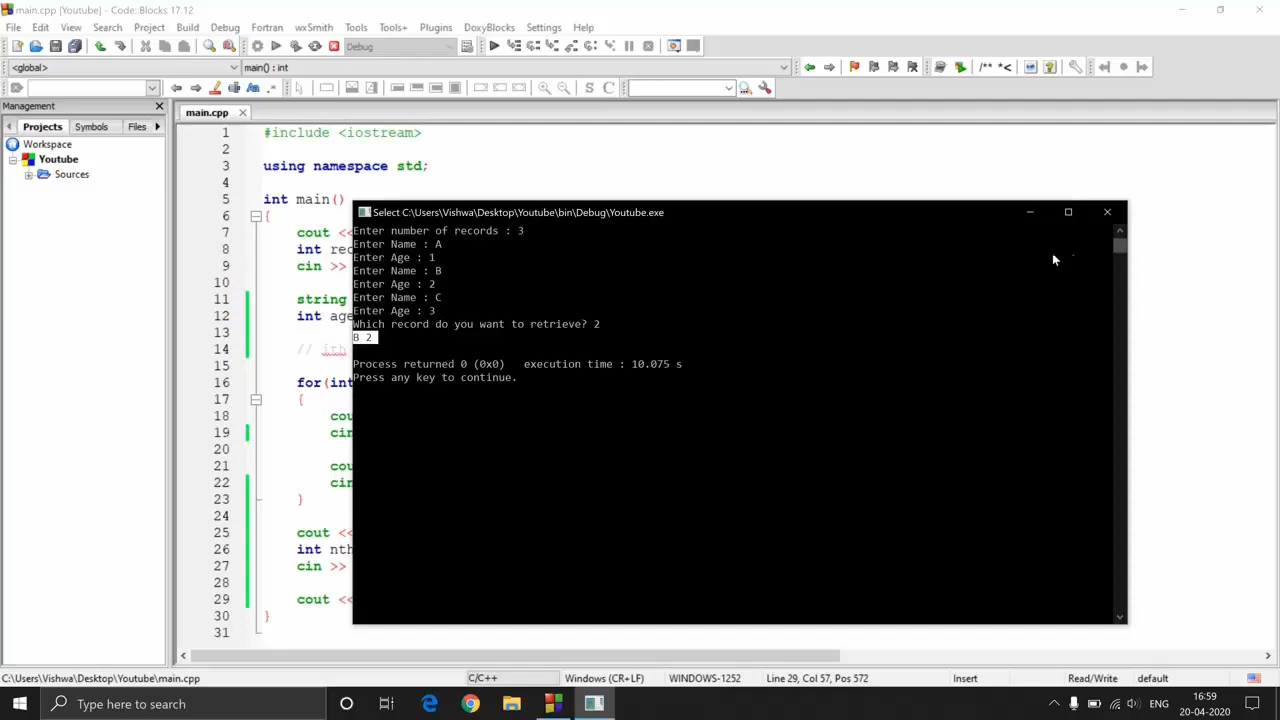 main.cpp [Youtube] - Code::Blocks 17.12
File Edit View Search Project Build Debug Fortran wxSmith Tools Tools+ Plugins DoxyBlocks Settings Help
Debug
<global> main() : int
/** *<
S C
Management
main.cpp
Projects Symbols Files
Workspace
Youtube
Sources
1 #include <iostream>
2
3 using namespace std;
4
5 int main()
6 {
7 cout <<
8 int rec
9 cin >>
10
11 string
12 int age
13
14 // ith
15
16 for(int
17 {
18 cou
19 cin
20
21 cou
22 cin
23 }
24
25 cout <<
26 int nth
27 cin >>
28
29 cout <<
30 }
31
Select C:\Users\Vishwa\Desktop\Youtube\bin\Debug\Youtube.exe
Enter number of records : 3
Enter Name : A
Enter Age : 1
Enter Name : B
Enter Age : 2
Enter Name : C
Enter Age : 3
Which record do you want to retrieve? 2
B 2
Process returned 0 (0x0) execution time : 10.075 s
Press any key to continue.
C:\Users\Vishwa\Desktop\Youtube\main.cpp C/C++ Windows (CR+LF) WINDOWS-1252 Line 29, Col 57, Pos 572 Insert Read/Write default
Type here to search
ENG
16:59
20-04-2020